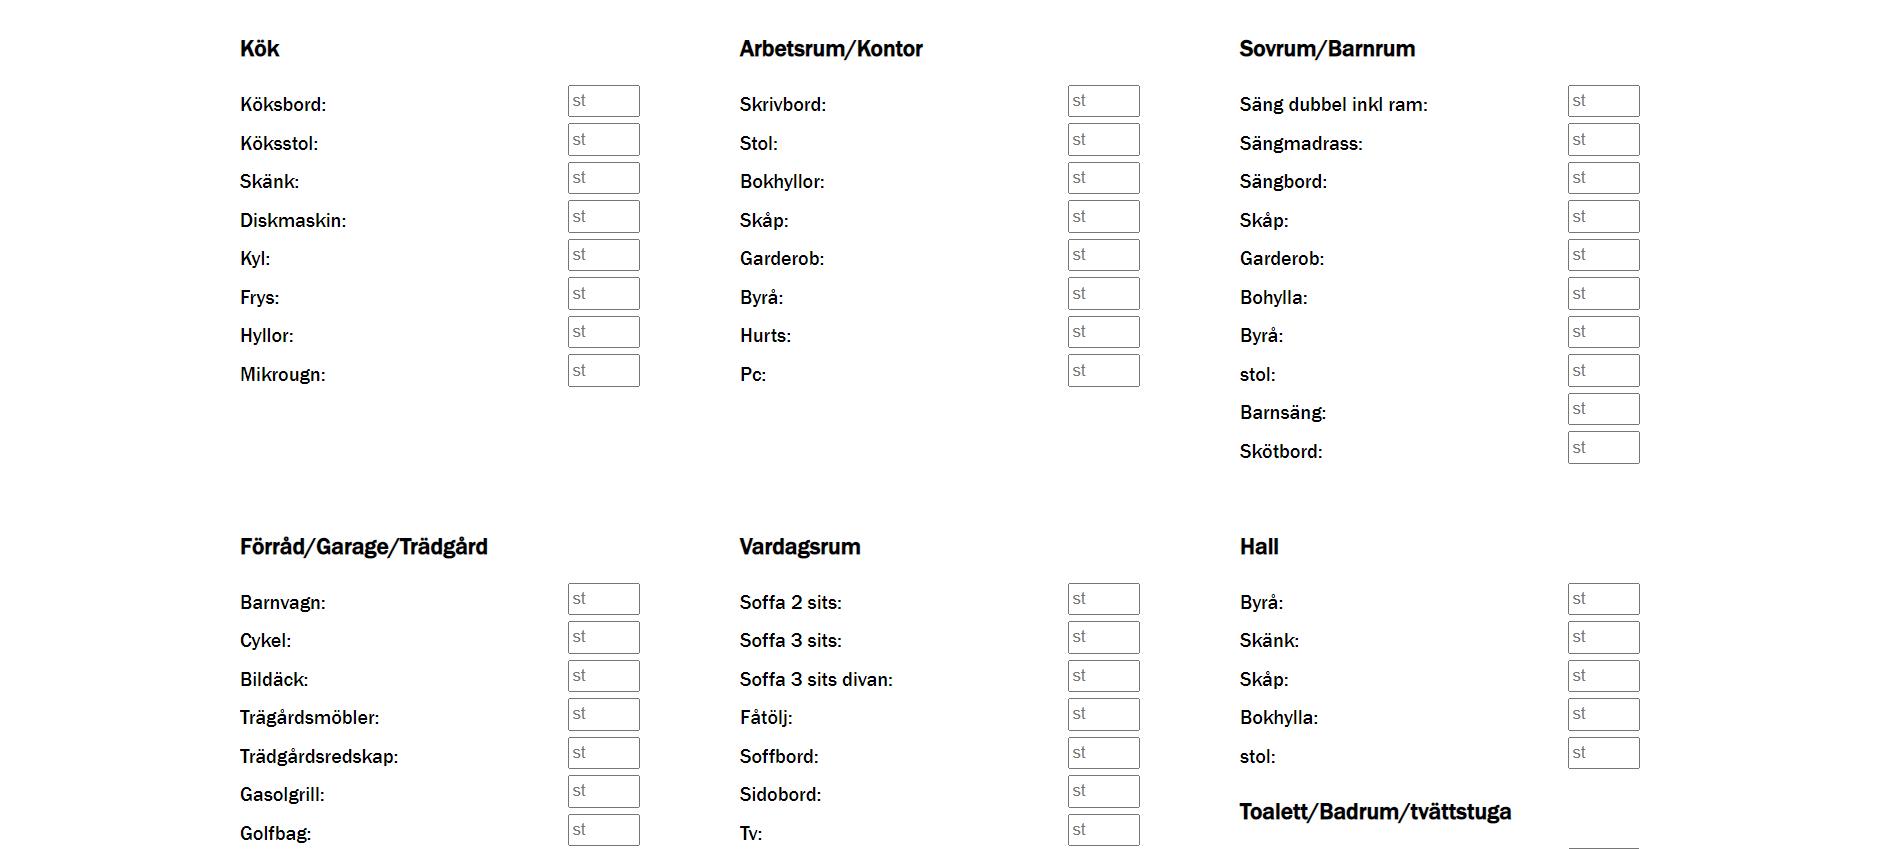 Kök
Köksbord: st
Köksstol: st
Skänk: st
Diskmaskin: st
Kyl: st
Frys: st
Hyllor: st
Mikrougn: st
Arbetsrum/Kontor
Skrivbord: st
Stol: st
Bokhyllor: st
Skåp: st
Garderob: st
Byrå: st
Hurts: st
Pc: st
Sovrum/Barnrum
Säng dubbel inkl ram: st
Sängmadrass: st
Sängbord: st
Skåp: st
Garderob: st
Bohylla: st
Byrå: st
stol: st
Barnsäng: st
Skötbord: st
Förråd/Garage/Trädgård
Barnvagn: st
Cykel: st
Bildäck: st
Trägårdsmöbler: st
Trädgårdsredskap: st
Gasolgrill: st
Golfbag: st
Vardagsrum
Soffa 2 sits: st
Soffa 3 sits: st
Soffa 3 sits divan: st
Fåtölj: st
Soffbord: st
Sidobord: st
Tv: st
Hall
Byrå: st
Skänk: st
Skåp: st
Bokhylla: st
stol: st
Toalett/Badrum/tvättstuga